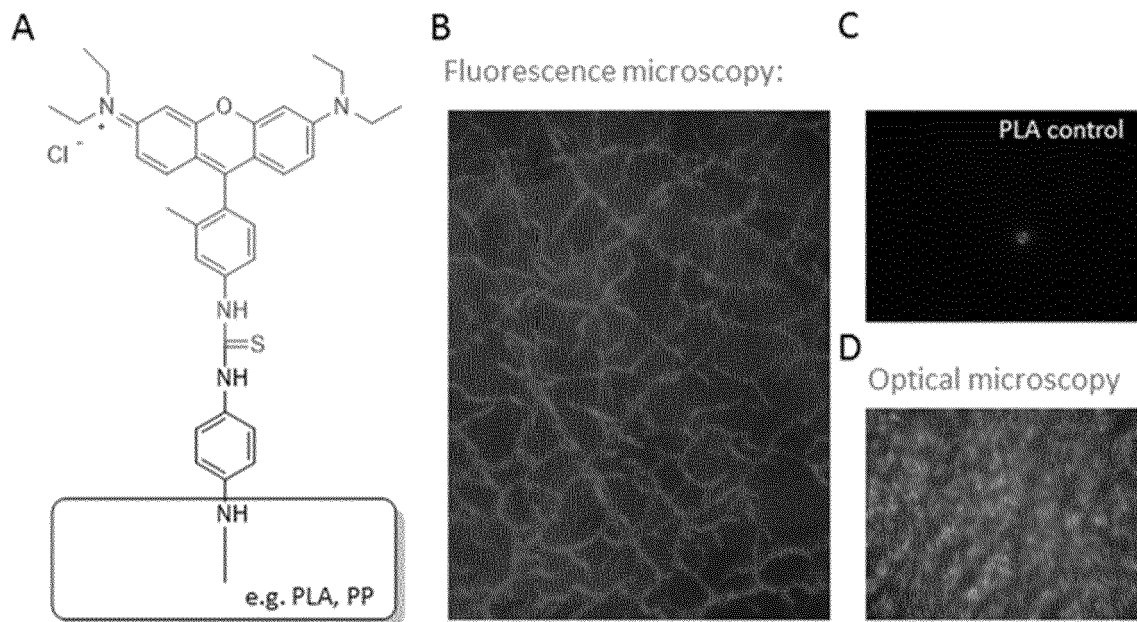 A
B
C
Fluorescence microscopy:
PLA control
N
+
Cl
-
O
N
NH
S
NH
NH
e.g. PLA, PP
D
Optical microscopy